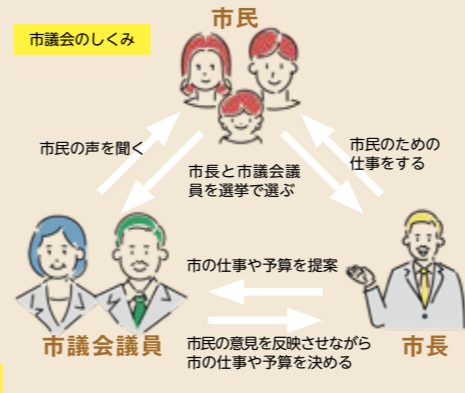 市民
市議会のしくみ
市民の声を聞く
市長と市議会議
員を選挙で選ぶ
市民のための
仕事をする
市の仕事や予算を提案
市議会議員
市民の意見を反映させながら
市の仕事や予算を決める
市長